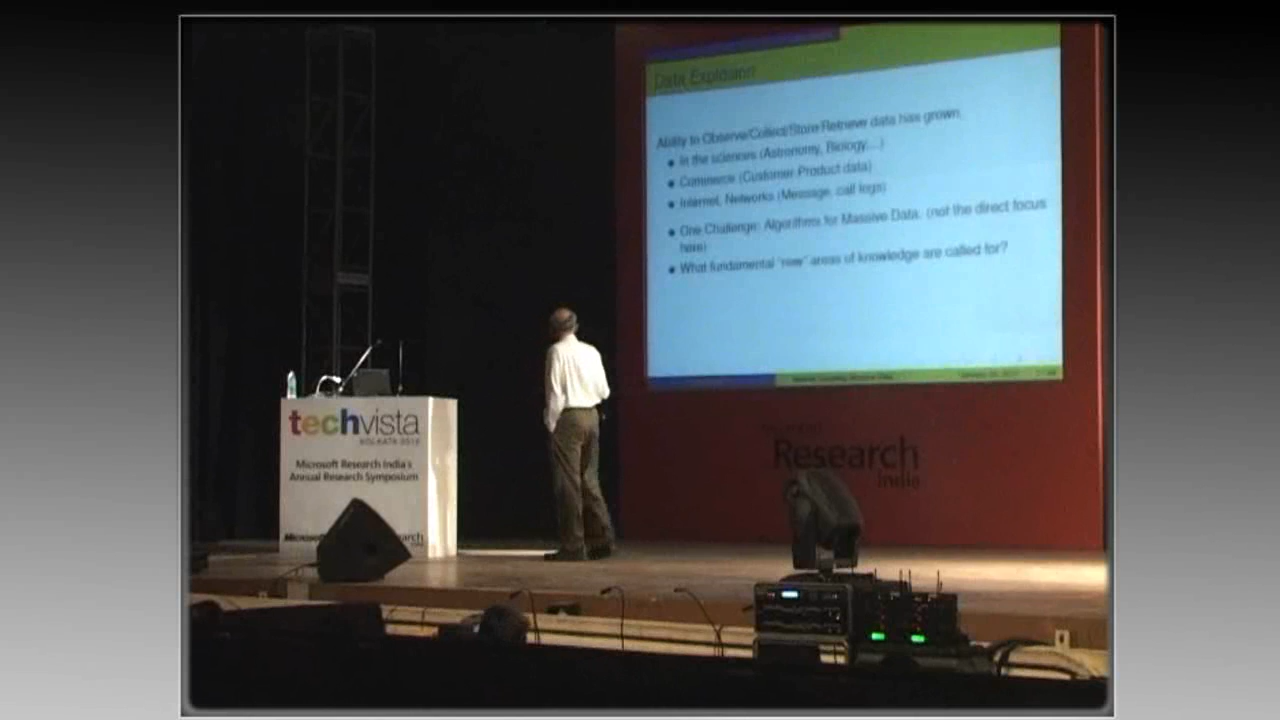 Data Explosion
Ability to Observe/Collect/Store/Retrieve data has grown.
In the sciences (Astronomy, Biology,...)
Commerce (Customer-Product data)
Internet, Networks (Message, call logs)
One Challenge: Algorithms for Massive Data. (not the direct focus
here)
What fundamental "new" areas of knowledge are called for?
techvista
KOLKATA 2012
Microsoft Research India's
Annual Research Symposium
Microsoft
Research
India